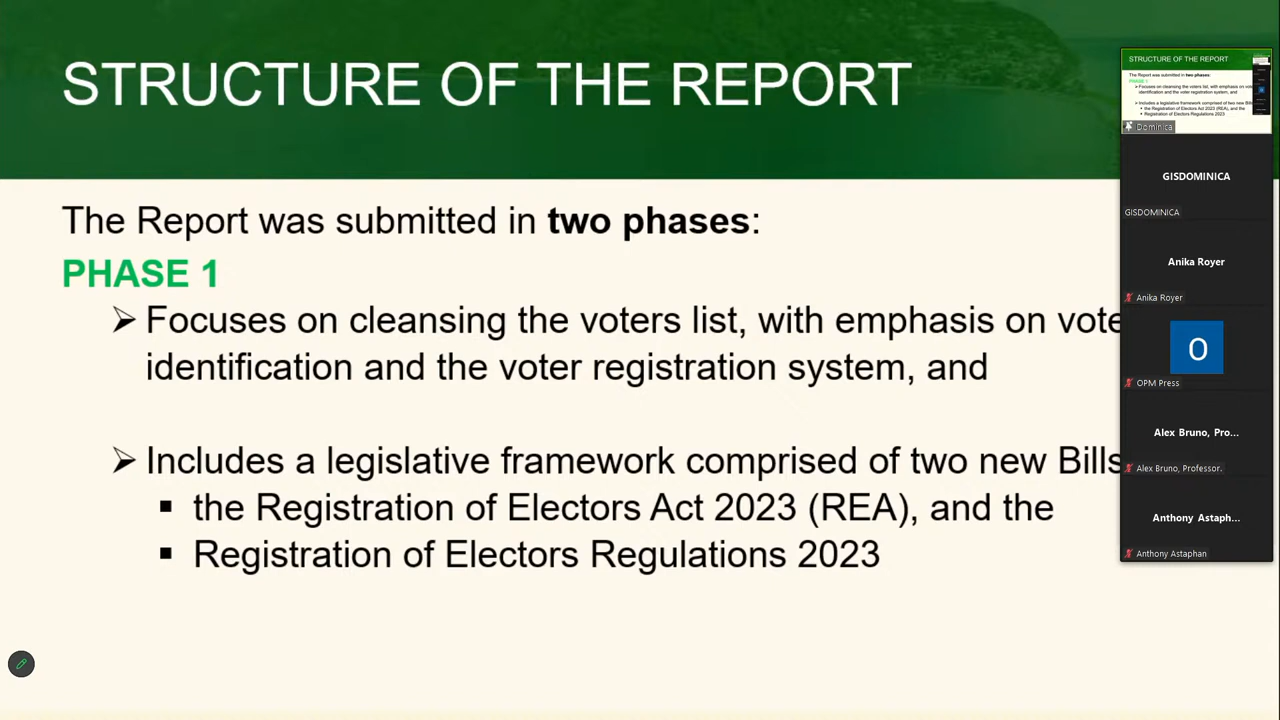 STRUCTURE OF THE REPORT
The Report was submitted in two phases:
PHASE 1
➢ Focuses on cleansing the voters list, with emphasis on vote
identification and the voter registration system, and
➢ Includes a legislative framework comprised of two new Bills
▪ the Registration of Electors Act 2023 (REA), and the
▪ Registration of Electors Regulations 2023
STRUCTURE OF THE REPORT
The Report was submitted in two phases:
PHASE 1
➢ Focuses on cleansing the voters list, with emphasis on vote
identification and the voter registration system, and
➢ Includes a legislative framework comprised of two new Bills
▪ the Registration of Electors Act 2023 (REA), and the
▪ Registration of Electors Regulations 2023
Dominica
GISDOMINICA
GISDOMINICA
Anika Royer
Anika Royer
O
OPM Press
Alex Bruno, Pro...
Alex Bruno, Professor.
Anthony Astaph...
Anthony Astaphan